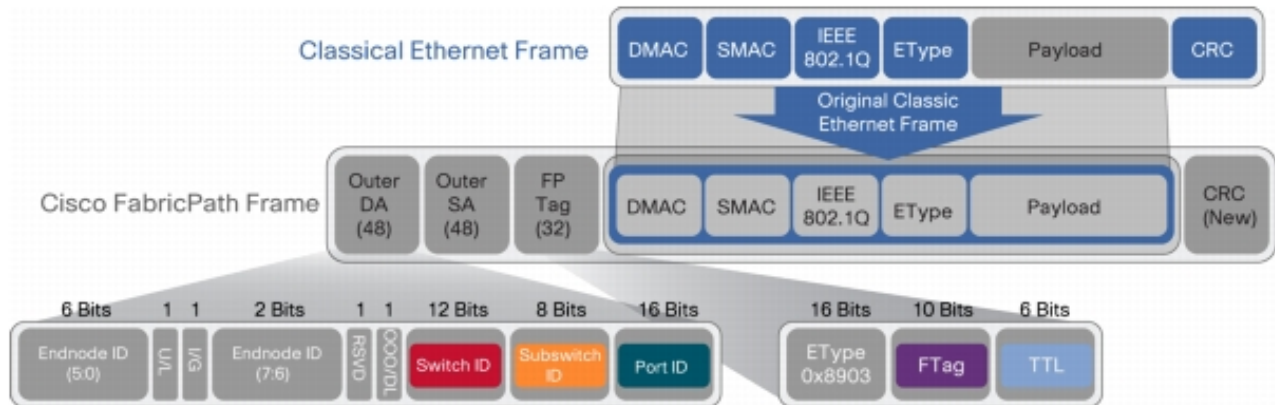 Classical Ethernet Frame
DMAC
SMAC
IEEE
802.1Q
EType
Payload
CRC
Original Classic
Ethernet Frame
Cisco FabricPath Frame
Outer
DA
(48)
Outer
SA
(48)
FP
Tag
(32)
DMAC
SMAC
IEEE
802.1Q
EType
Payload
CRC
(New)
6 Bits
1
1
2 Bits
1
1
12 Bits
8 Bits
16 Bits
Endnode ID
(5:0)
U/L
I/G
Endnode ID
(7:6)
RSVD
OOO/DL
Switch ID
Subswitch
ID
Port ID
16 Bits
10 Bits
6 Bits
EType
0x8903
FTag
TTL